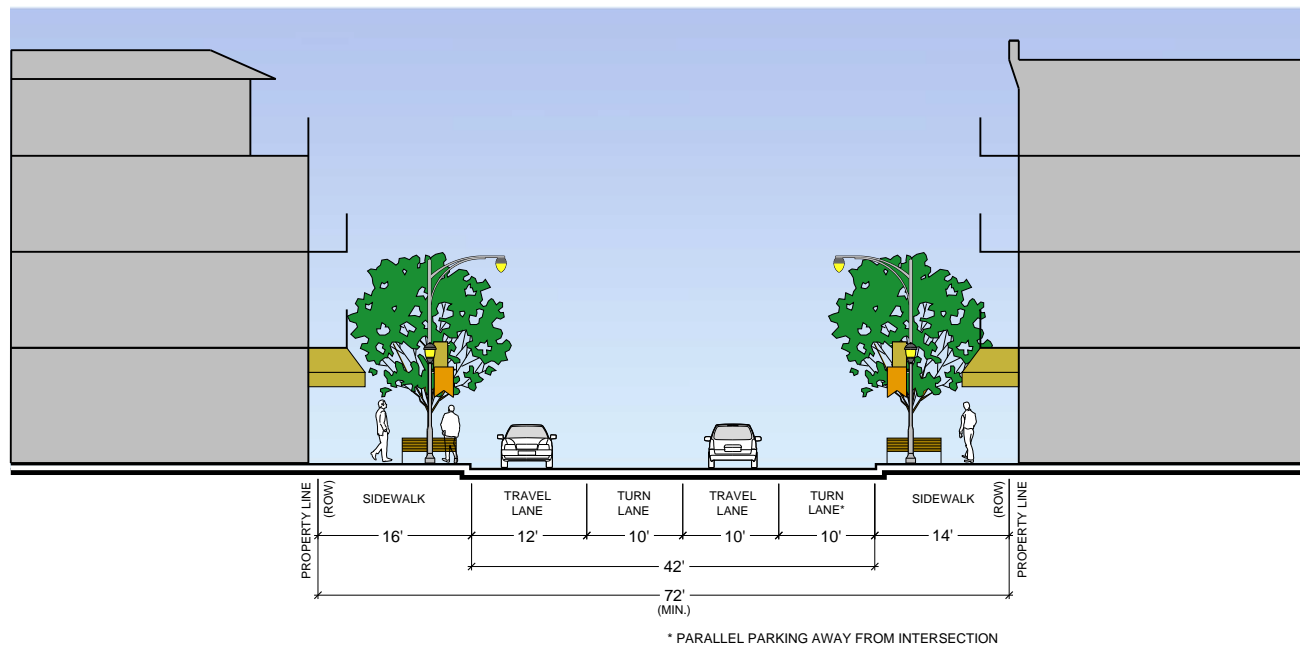 PROPERTY LINE
(ROW)
SIDEWALK
TRAVEL
LANE
TURN
LANE
TRAVEL
LANE
TURN
LANE*
SIDEWALK
(ROW)
PROPERTY LINE
16'
12'
10'
10'
10'
14'
42'
72'
(MIN.)
* PARALLEL PARKING AWAY FROM INTERSECTION